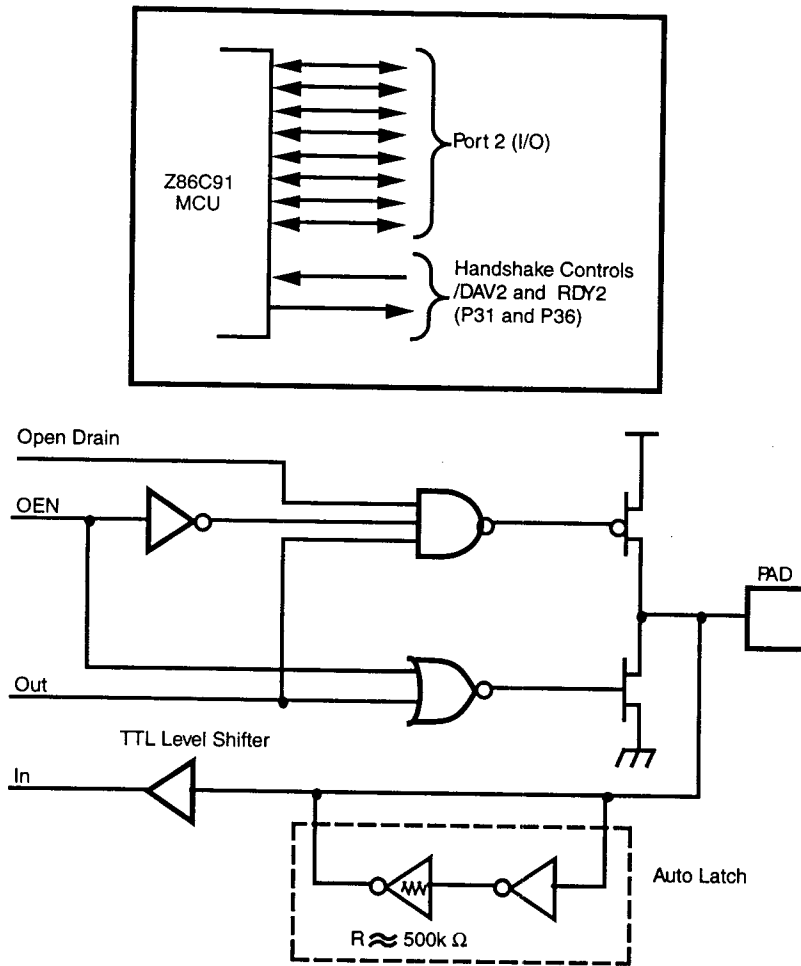 Z86C91
MCU
Port 2 (I/O)
Handshake Controls
/DAV2 and RDY2
(P31 and P36)
Open Drain
OEN
PAD
Out
TTL Level Shifter
In
Auto Latch
R ≈ 500k Ω